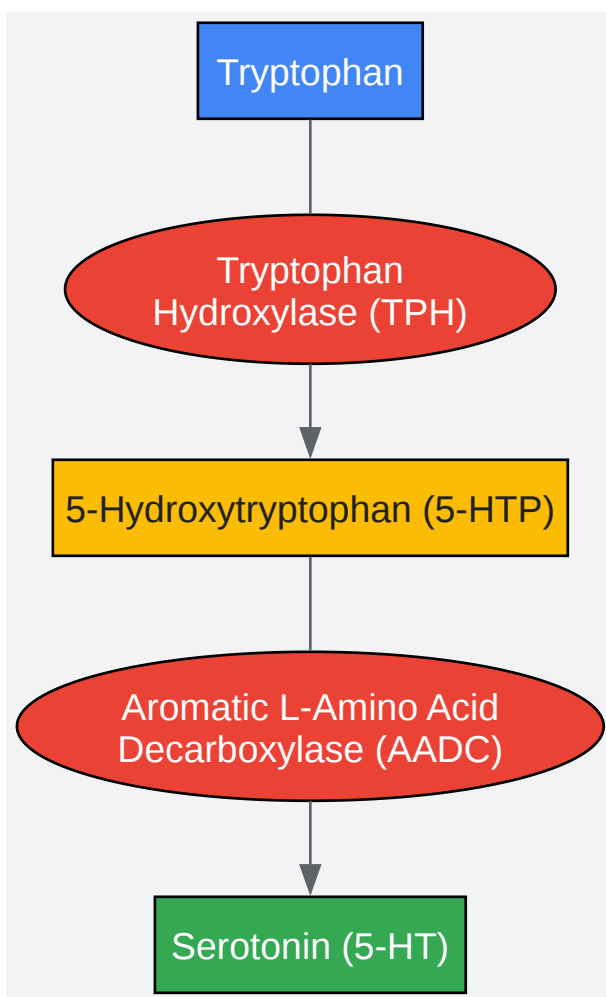 Tryptophan
Tryptophan
Hydroxylase (TPH)
5-Hydroxytryptophan (5-HTP)
Aromatic L-Amino Acid
Decarboxylase (AADC)
Serotonin (5-HT)